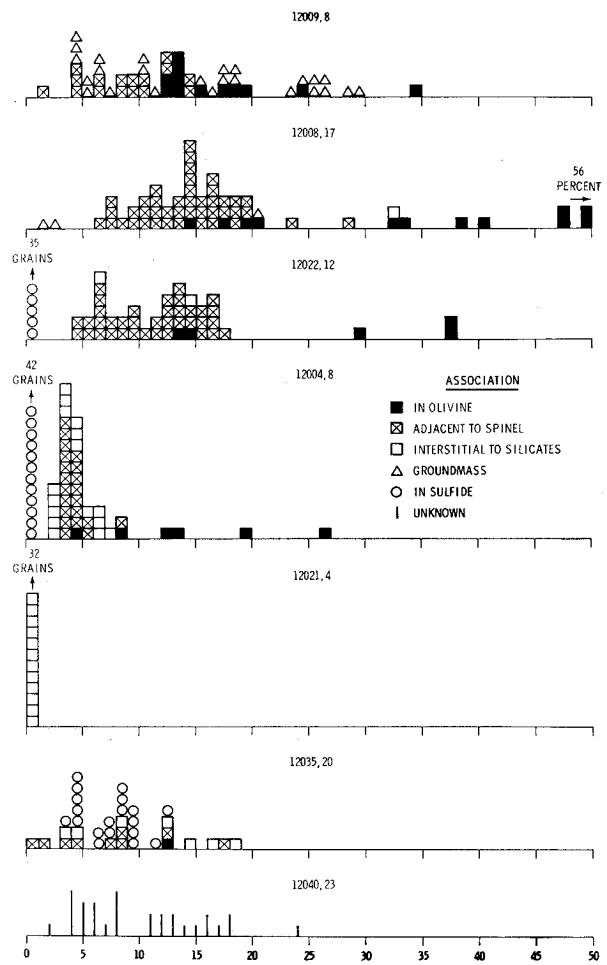 12009,8
12008,17
56
PERCENT
35
GRAINS
12022,12
42
GRAINS
12004,8
ASSOCIATION
IN OLIVINE
ADJACENT TO SPINEL
INTERSTITIAL TO SILICATES
GROUNDMASS
IN SULFIDE
UNKNOWN
32
GRAINS
12021,4
12035,20
12040,23
0 5 10 15 20 25 30 35 40 45 50